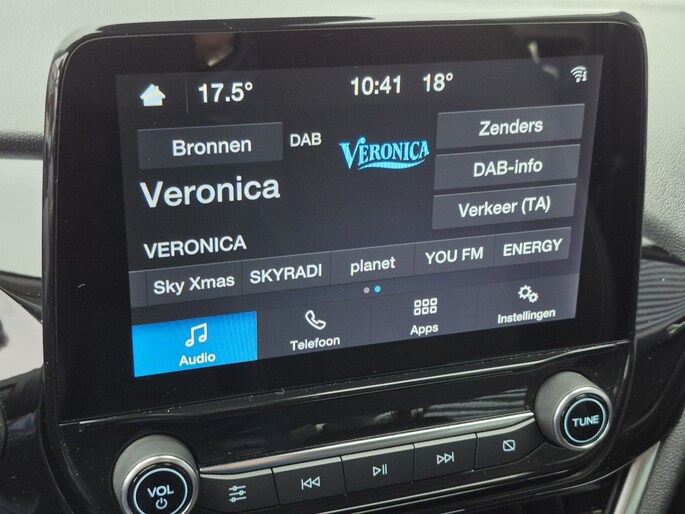 17.5° 10:41 18°
Bronnen DAB VERONICA Zenders
DAB-info
Veronica
Verkeer (TA)
VERONICA
Sky Xmas SKYRADI planet YOU FM ENERGY
Audio Telefoon Apps Instellingen
VOL TUNE